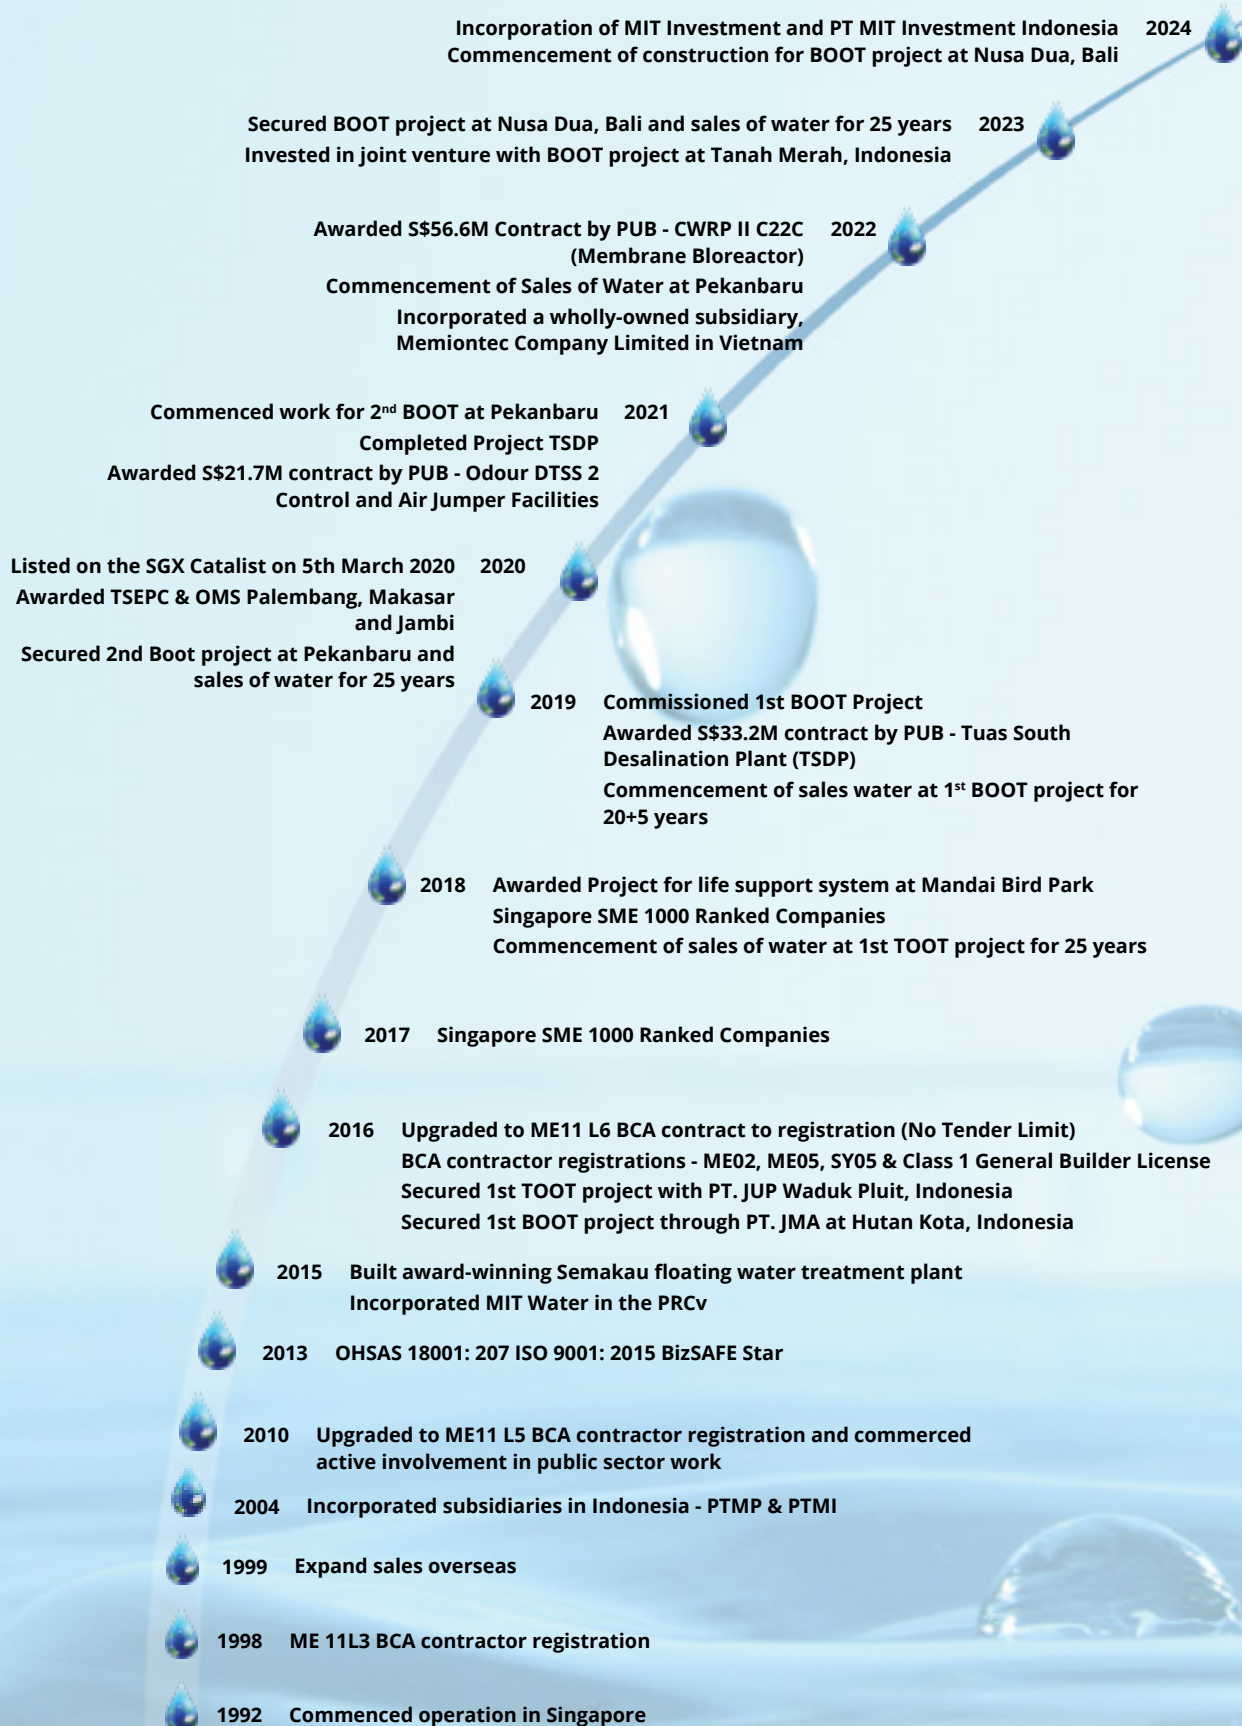 Incorporation of MIT Investment and PT MIT Investment Indonesia 2024
Commencement of construction for BOOT project at Nusa Dua, Bali
Secured BOOT project at Nusa Dua, Bali and sales of water for 25 years 2023
Invested in joint venture with BOOT project at Tanah Merah, Indonesia
Awarded S$56.6M Contract by PUB - CWRP II C22C 2022
(Membrane Bloreactor)
Commencement of Sales of Water at Pekanbaru
Incorporated a wholly-owned subsidiary,
Memiontec Company Limited in Vietnam
Commenced work for 2nd BOOT at Pekanbaru 2021
Completed Project TSDP
Awarded S$21.7M contract by PUB - Odour DTSS 2
Control and Air Jumper Facilities
Listed on the SGX Catalist on 5th March 2020 2020
Awarded TSEPC & OMS Palembang, Makasar
and Jambi
Secured 2nd Boot project at Pekanbaru and
sales of water for 25 years
2019 Commissioned 1st BOOT Project
Awarded S$33.2M contract by PUB - Tuas South
Desalination Plant (TSDP)
Commencement of sales water at 1st BOOT project for
20+5 years
2018 Awarded Project for life support system at Mandai Bird Park
Singapore SME 1000 Ranked Companies
Commencement of sales of water at 1st TOOT project for 25 years
2017 Singapore SME 1000 Ranked Companies
2016 Upgraded to ME11 L6 BCA contract to registration (No Tender Limit)
BCA contractor registrations - ME02, ME05, SY05 & Class 1 General Builder License
Secured 1st TOOT project with PT. JUP Waduk Pluit, Indonesia
Secured 1st BOOT project through PT. JMA at Hutan Kota, Indonesia
2015 Built award-winning Semakau floating water treatment plant
Incorporated MIT Water in the PRCv
2013 OHSAS 18001: 207 ISO 9001: 2015 BizSAFE Star
2010 Upgraded to ME11 L5 BCA contractor registration and commerced
active involvement in public sector work
2004 Incorporated subsidiaries in Indonesia - PTMP & PTMI
1999 Expand sales overseas
1998 ME 11L3 BCA contractor registration
1992 Commenced operation in Singapore